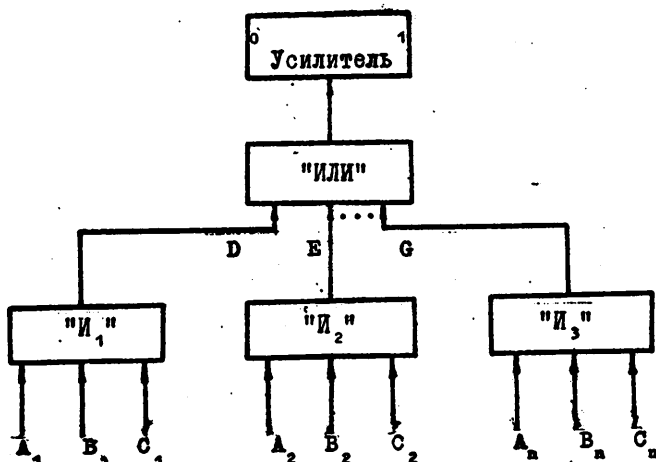 0 1
Усилитель
"ИЛИ"
D E G
"И₁" "И₂" "И₃"
A₁ B₁ C₁ A₂ B₂ C₂ Aₙ Bₙ Cₙ